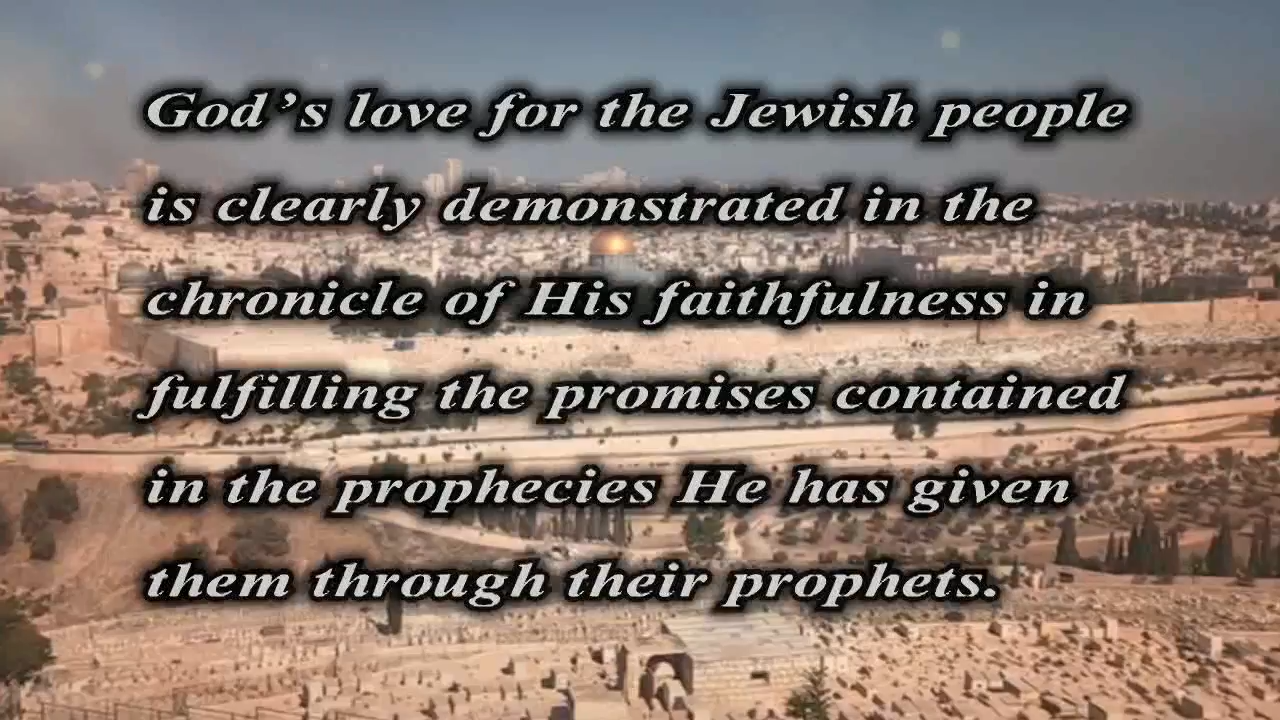 God’s love for the Jewish people
is clearly demonstrated in the
chronicle of His faithfulness in
fulfilling the promises contained
in the prophecies He has given
them through their prophets.